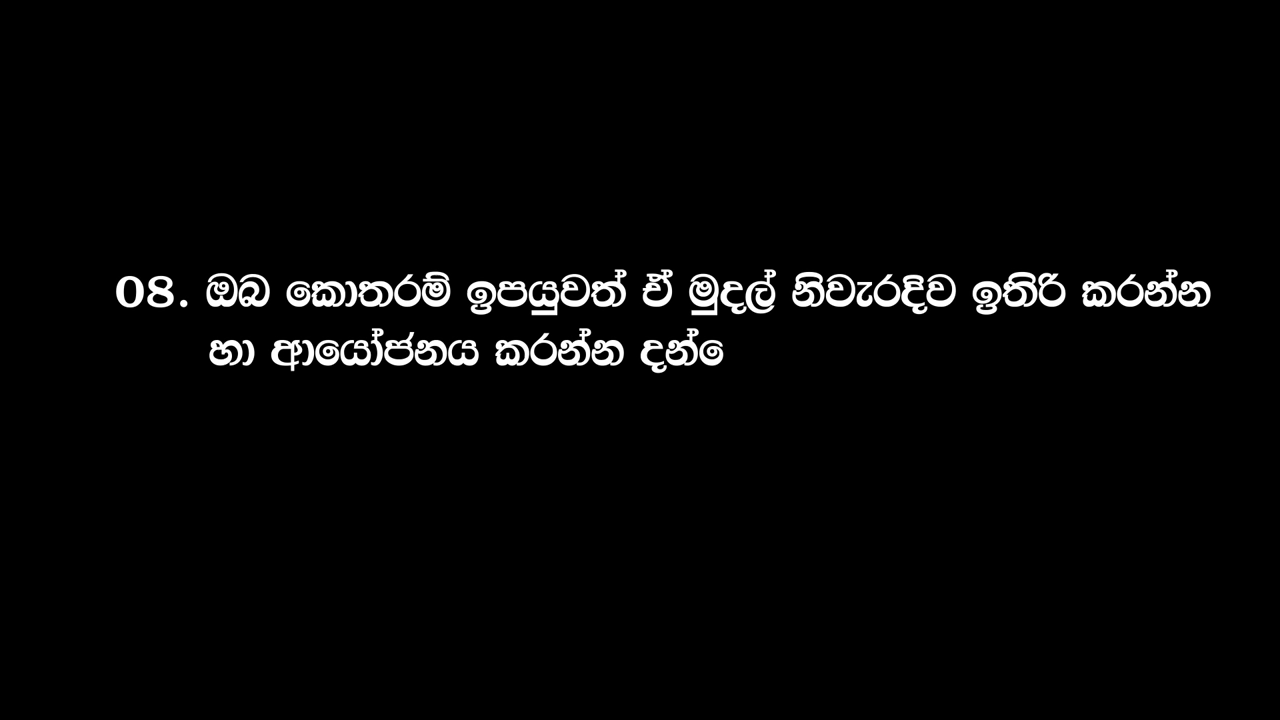 08. ඔබ කොතරම් ඉපයුවත් ඒ මුදල් නිවැරදිව ඉතිරි කරන්න
හා ආයෝජනය කරන්න දන්ෙ